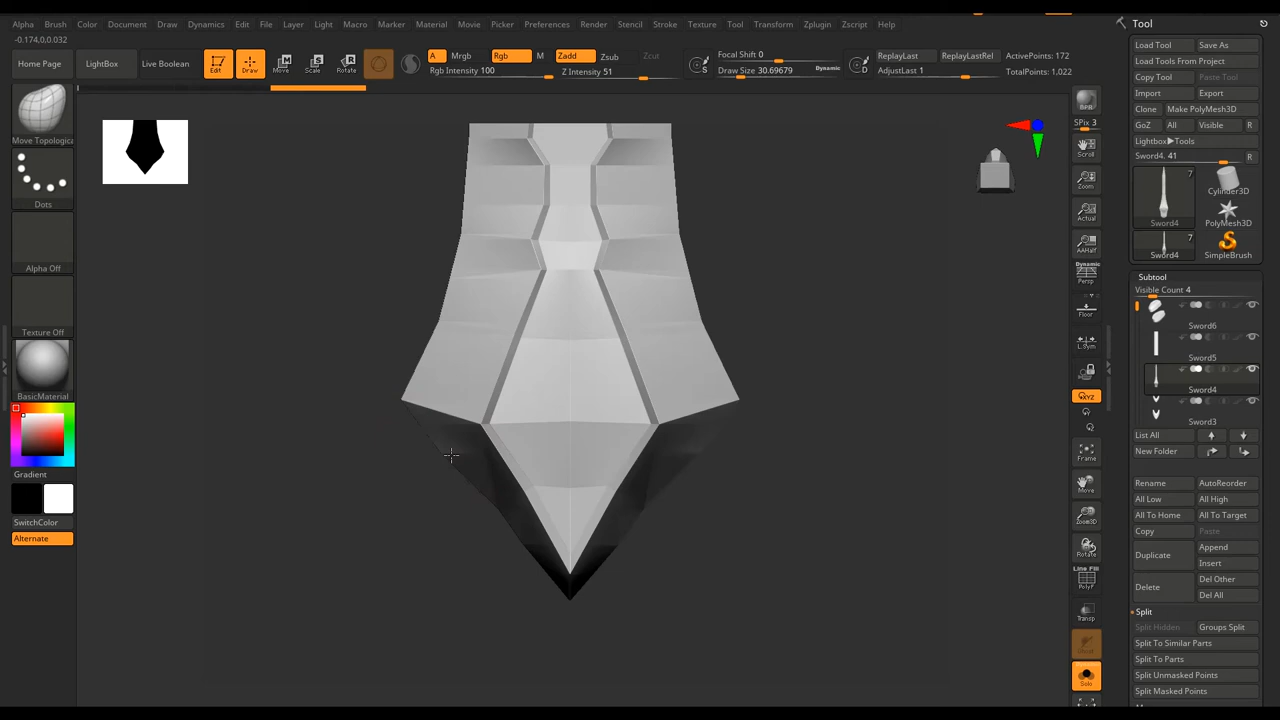 Alpha Brush Color Document Draw Dynamics Edit File Layer Light Macro Material Movie Picker Preferences Render Stencil Stroke Texture Tool Transform Zplugin Zscript Help
-0.174,0.032
Home Page LightBox Live Boolean Edit Draw Move Scale Rotate
A Mrgb Rgb M Zadd Zsub Zcut
Rgb Intensity 100 Z Intensity 51
Focal Shift 0
Draw Size 30.69679 Dynamic
S D
ReplayLast ReplayLastRel
AdjustLast 1
ActivePoints: 172
TotalPoints: 1,022
Move Topologica
Dots
Alpha Off
Texture Off
BasicMaterial
Gradient
SwitchColor
Alternate
BPR
SPix 3
Scroll
Zoom
Actual
AAHalf
Dynamic
Persp
Floor
L.Sym
XYZ
Frame
Move
Zoom3D
Rotate
Line Fill
PolyF
Transp
Solo
Tool
Load Tool Save As
Load Tools From Project
Copy Tool Paste Tool
Import Export
Clone Make PolyMesh3D
GoZ All Visible R
Lightbox▶Tools
Sword4. 41 R
7
Cylinder3D
Sword4 PolyMesh3D
7
Sword4 SimpleBrush
Subtool
Visible Count 4
Sword6
Sword5
Sword4
Sword3
List All
New Folder
Rename AutoReorder
All Low All High
All To Home All To Target
Copy Paste
Duplicate Append
Insert
Delete Del Other
Del All
Split
Split Hidden Groups Split
Split To Similar Parts
Split To Parts
Split Unmasked Points
Split Masked Points